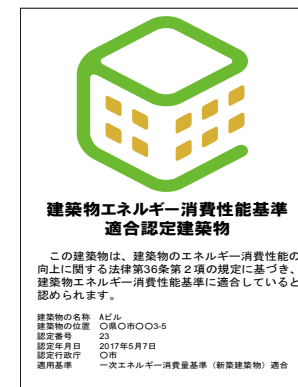 建築物エネルギー消費性能基準
適合認定建築物
この建築物は、建築物のエネルギー消費性能の
向上に関する法律第36条第２項の規定に基づき、
建築物エネルギー消費性能基準に適合していると
認められます。
建築物の名称 Aビル
建築物の位置 〇県〇市〇〇3-5
認定番号 23
認定年月日 2017年5月7日
認定行政庁 〇市
適用基準 一次エネルギー消費量基準（新築建築物）適合